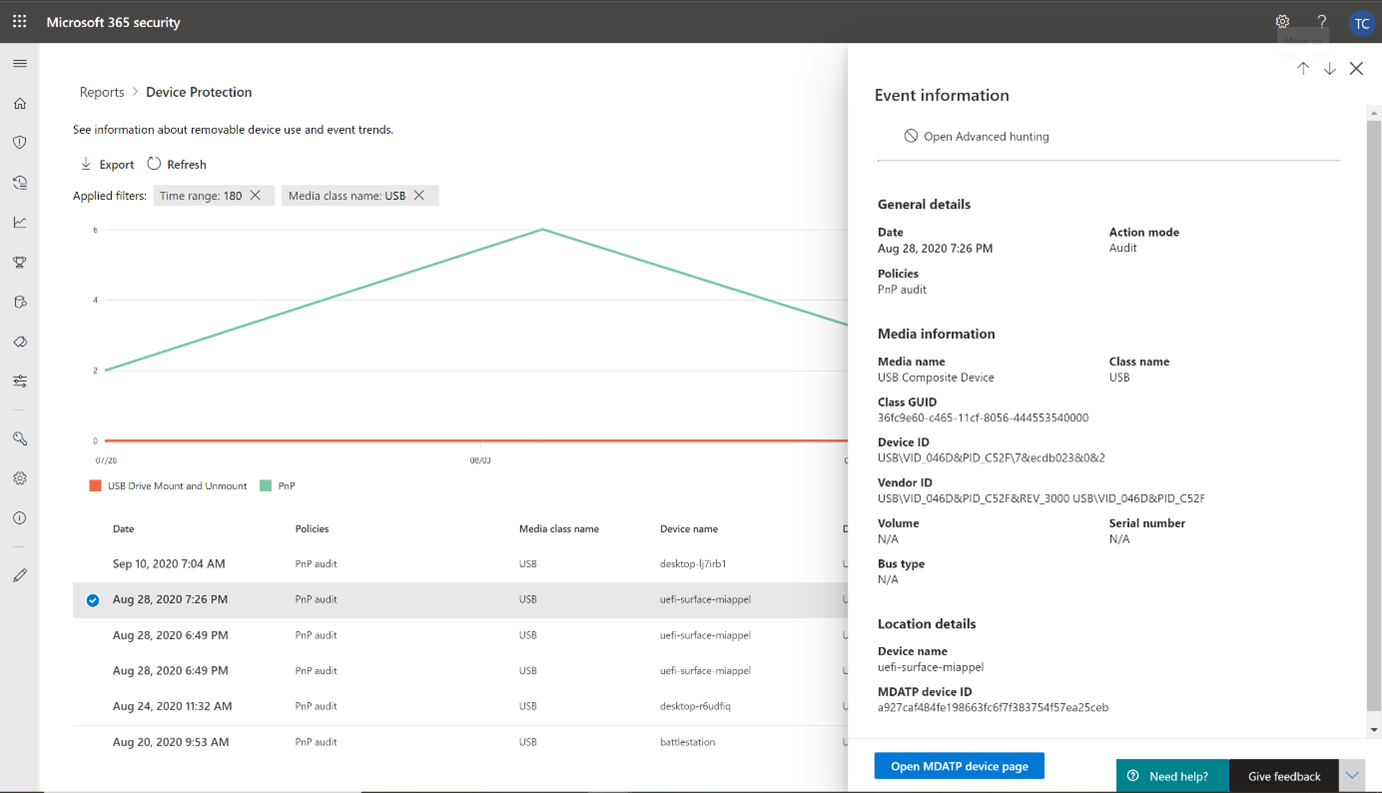 Microsoft 365 security
?
TC
Reports > Device Protection
See information about removable device use and event trends.
Export
Refresh
Applied filters:
Time range: 180
Media class name: USB
6
4
2
0
07/26
08/03
USB Drive Mount and Unmount
PnP
Date Policies Media class name Device name
Sep 10, 2020 7:04 AM PnP audit USB desktop-lj7irb1
Aug 28, 2020 7:26 PM PnP audit USB uefi-surface-miappel
Aug 28, 2020 6:49 PM PnP audit USB uefi-surface-miappel
Aug 28, 2020 6:49 PM PnP audit USB uefi-surface-miappel
Aug 24, 2020 11:32 AM PnP audit USB desktop-r6udfiq
Aug 20, 2020 9:53 AM PnP audit USB battlestation
Event information
Open Advanced hunting
General details
Date
Aug 28, 2020 7:26 PM
Action mode
Audit
Policies
PnP audit
Media information
Media name
USB Composite Device
Class name
USB
Class GUID
36fc9e60-c465-11cf-8056-444553540000
Device ID
USB\VID_046D&PID_C52F\7&ecdb023&0&2
Vendor ID
USB\VID_046D&PID_C52F&REV_3000 USB\VID_046D&PID_C52F
Volume
N/A
Serial number
N/A
Bus type
N/A
Location details
Device name
uefi-surface-miappel
MDATP device ID
a927caf484fe198663fc6f7f383754f57ea25ceb
Open MDATP device page
Need help?
Give feedback